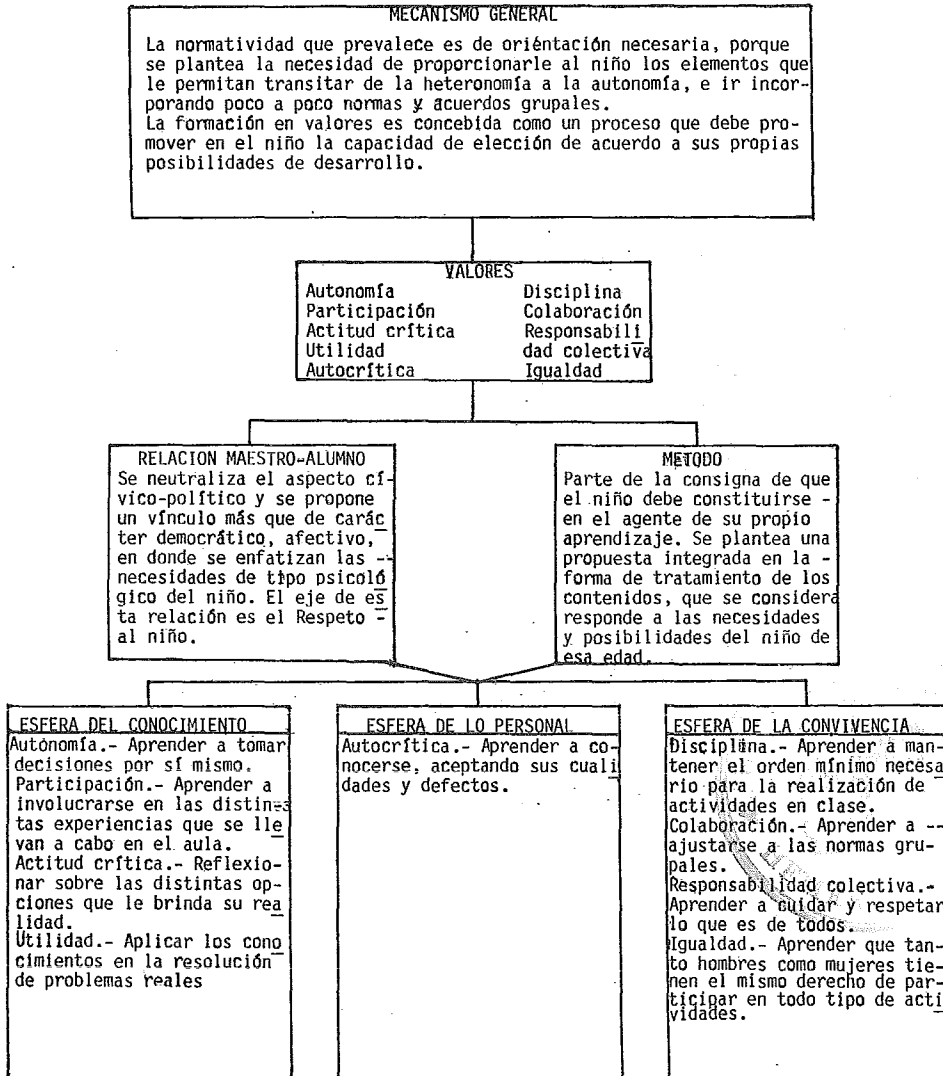 MECANISMO GENERAL
La normatividad que prevalece es de oriéntación necesaria, porque
se plantea la necesidad de proporcionarle al niño los elementos que
le permitan transitar de la heteronomía a la autonomía, e ir incor-
porando poco a poco normas y acuerdos grupales.
La formación en valores es concebida como un proceso que debe pro-
mover en el niño la capacidad de elección de acuerdo a sus propias
posibilidades de desarrollo.
VALORES
Autonomía
Participación
Actitud crítica
Utilidad
Autocrítica
Disciplina
Colaboración
Responsabili
dad colectiva
Igualdad
RELACION MAESTRO-ALUMNO
Se neutraliza el aspecto cí-
vico-político y se propone
un vínculo más que de carác
ter democrático, afectivo,
en donde se enfatizan las --
necesidades de tipo psicoló
gico del niño. El eje de es
ta relación es el Respeto -
al niño.
METODO
Parte de la consigna de que
el niño debe constituirse -
en el agente de su propio
aprendizaje. Se plantea una
propuesta integrada en la -
forma de tratamiento de los
contenidos, que se considera
responde a las necesidades
y posibilidades del niño de
esa edad.
ESFERA DEL CONOCIMIENTO
Autonomía.- Aprender a tomar
decisiones por sí mismo.
Participación.- Aprender a
involucrarse en las distin-
tas experiencias que se lle
van a cabo en el aula.
Actitud crítica.- Reflexio-
nar sobre las distintas op-
ciones que le brinda su rea
lidad.
Utilidad.- Aplicar los cono
cimientos en la resolución
de problemas reales
ESFERA DE LO PERSONAL
Autocrítica.- Aprender a co-
nocerse, aceptando sus cuali
dades y defectos.
ESFERA DE LA CONVIVENCIA
Disciplina.- Aprender a man-
tener el orden mínimo necesa
rio para la realización de
actividades en clase.
Colaboración.- Aprender a --
ajustarse a las normas gru-
pales.
Responsabilidad colectiva.-
Aprender a cuidar y respetar
lo que es de todos.
Igualdad.- Aprender que tan-
to hombres como mujeres tie-
nen el mismo derecho de par-
ticipar en todo tipo de acti
vidades.